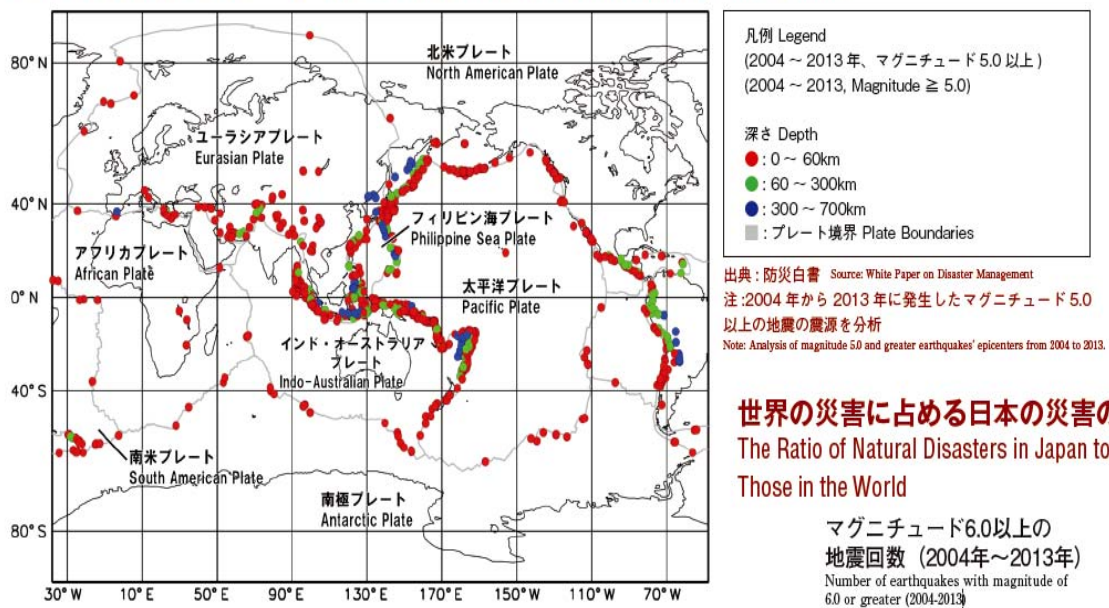 80° N
40° N
0° N
40° S
80° S
30° W
10° E
50° E
90° E
130° E
170° E
150° W
110° W
70° W
北米プレート
North American Plate
ユーラシアプレート
Eurasian Plate
フィリピン海プレート
Philippine Sea Plate
アフリカプレート
African Plate
太平洋プレート
Pacific Plate
インド・オーストラリア
プレート
Indo-Australian Plate
南米プレート
South American Plate
南極プレート
Antarctic Plate
凡例 Legend
(2004 ~ 2013 年、マグニチュード 5.0 以上 )
(2004 ~ 2013, Magnitude ≧ 5.0)
深さ Depth
: 0 ~ 60km
: 60 ~ 300km
: 300 ~ 700km
: プレート境界 Plate Boundaries
出典 : 防災白書 Source: White Paper on Disaster Management
注 :2004 年から 2013 年に発生したマグニチュード 5.0
以上の地震の震源を分析
Note: Analysis of magnitude 5.0 and greater earthquakes' epicenters from 2004 to 2013.
世界の災害に占める日本の災害の
The Ratio of Natural Disasters in Japan to
Those in the World
マグニチュード6.0以上の
地震回数（2004年～2013年）
Number of earthquakes with magnitude of
6.0 or greater (2004-2013)